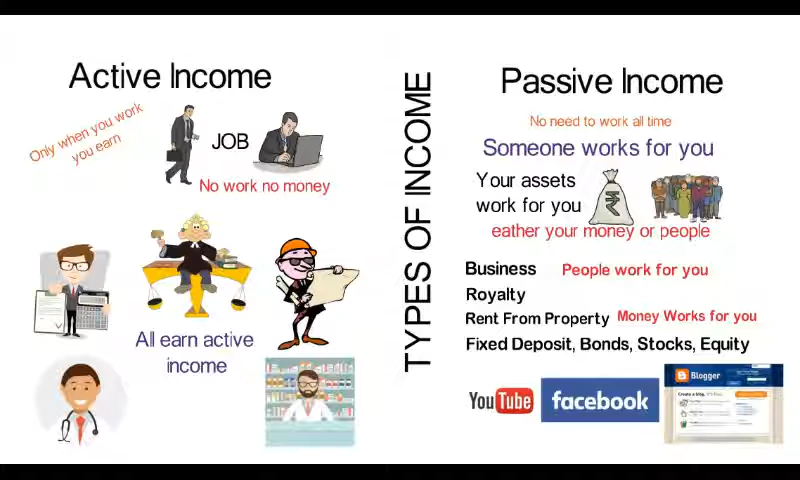 Active Income
Only when you work
you earn
JOB
No work no money
All earn active
income
TYPES OF INCOME
Passive Income
No need to work all time
Someone works for you
Your assets
work for you
eather your money or people
Business People work for you
Royalty
Rent From Property Money Works for you
Fixed Deposit, Bonds, Stocks, Equity
YouTube
facebook
Blogger